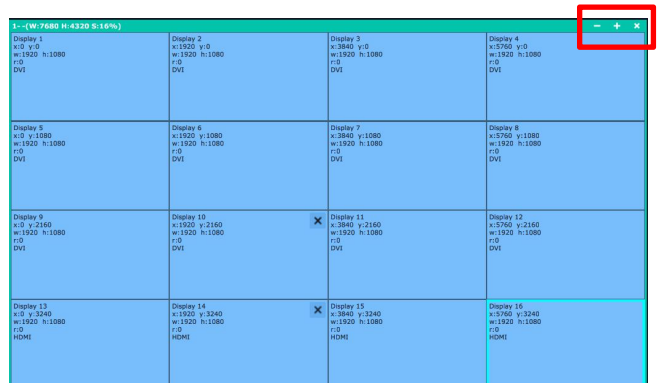 1--(W:7680 H:4320 S:16%)
Display 1
x:0 y:0
w:1920 h:1080
r:0
DVI
Display 2
x:1920 y:0
w:1920 h:1080
r:0
DVI
Display 3
x:3840 y:0
w:1920 h:1080
r:0
DVI
Display 4
x:5760 y:0
w:1920 h:1080
r:0
DVI
Display 5
x:0 y:1080
w:1920 h:1080
r:0
DVI
Display 6
x:1920 y:1080
w:1920 h:1080
r:0
DVI
Display 7
x:3840 y:1080
w:1920 h:1080
r:0
DVI
Display 8
x:5760 y:1080
w:1920 h:1080
r:0
DVI
Display 9
x:0 y:2160
w:1920 h:1080
r:0
DVI
Display 10
x:1920 y:2160
w:1920 h:1080
r:0
DVI
Display 11
x:3840 y:2160
w:1920 h:1080
r:0
DVI
Display 12
x:5760 y:2160
w:1920 h:1080
r:0
DVI
Display 13
x:0 y:3240
w:1920 h:1080
r:0
HDMI
Display 14
x:1920 y:3240
w:1920 h:1080
r:0
HDMI
Display 15
x:3840 y:3240
w:1920 h:1080
r:0
HDMI
Display 16
x:5760 y:3240
w:1920 h:1080
r:0
HDMI